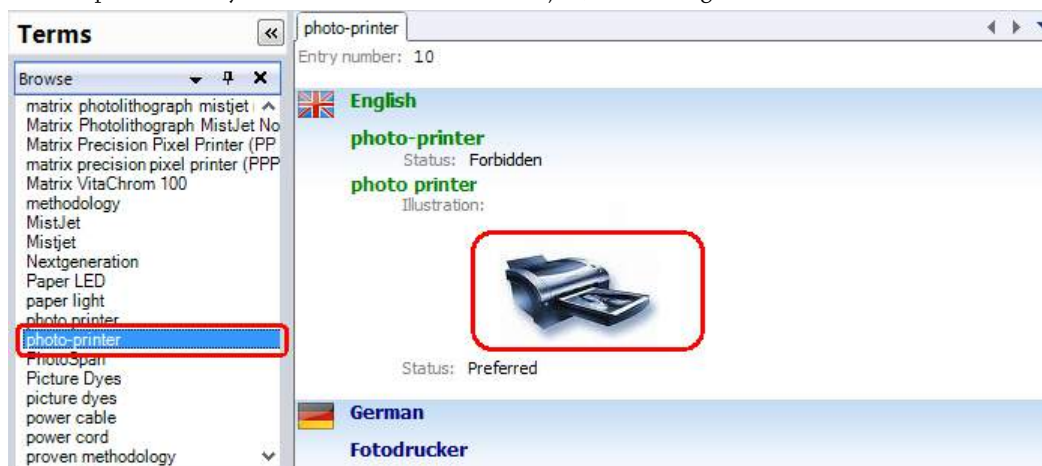 Terms
Browse
matrix photolithograph mistjet
Matrix Photolithograph MistJet No
Matrix Precision Pixel Printer (PP
matrix precision pixel printer (PPP
Matrix VitaChrom 100
methodology
MistJet
Mistjet
Nextgeneration
Paper LED
paper light
photo printer
photo-printer
PhotoSpan
Picture Dyes
picture dyes
power cable
power cord
proven methodology
photo-printer
Entry number: 10
English
photo-printer
Status: Forbidden
photo printer
Illustration:
Status: Preferred
German
Fotodrucker